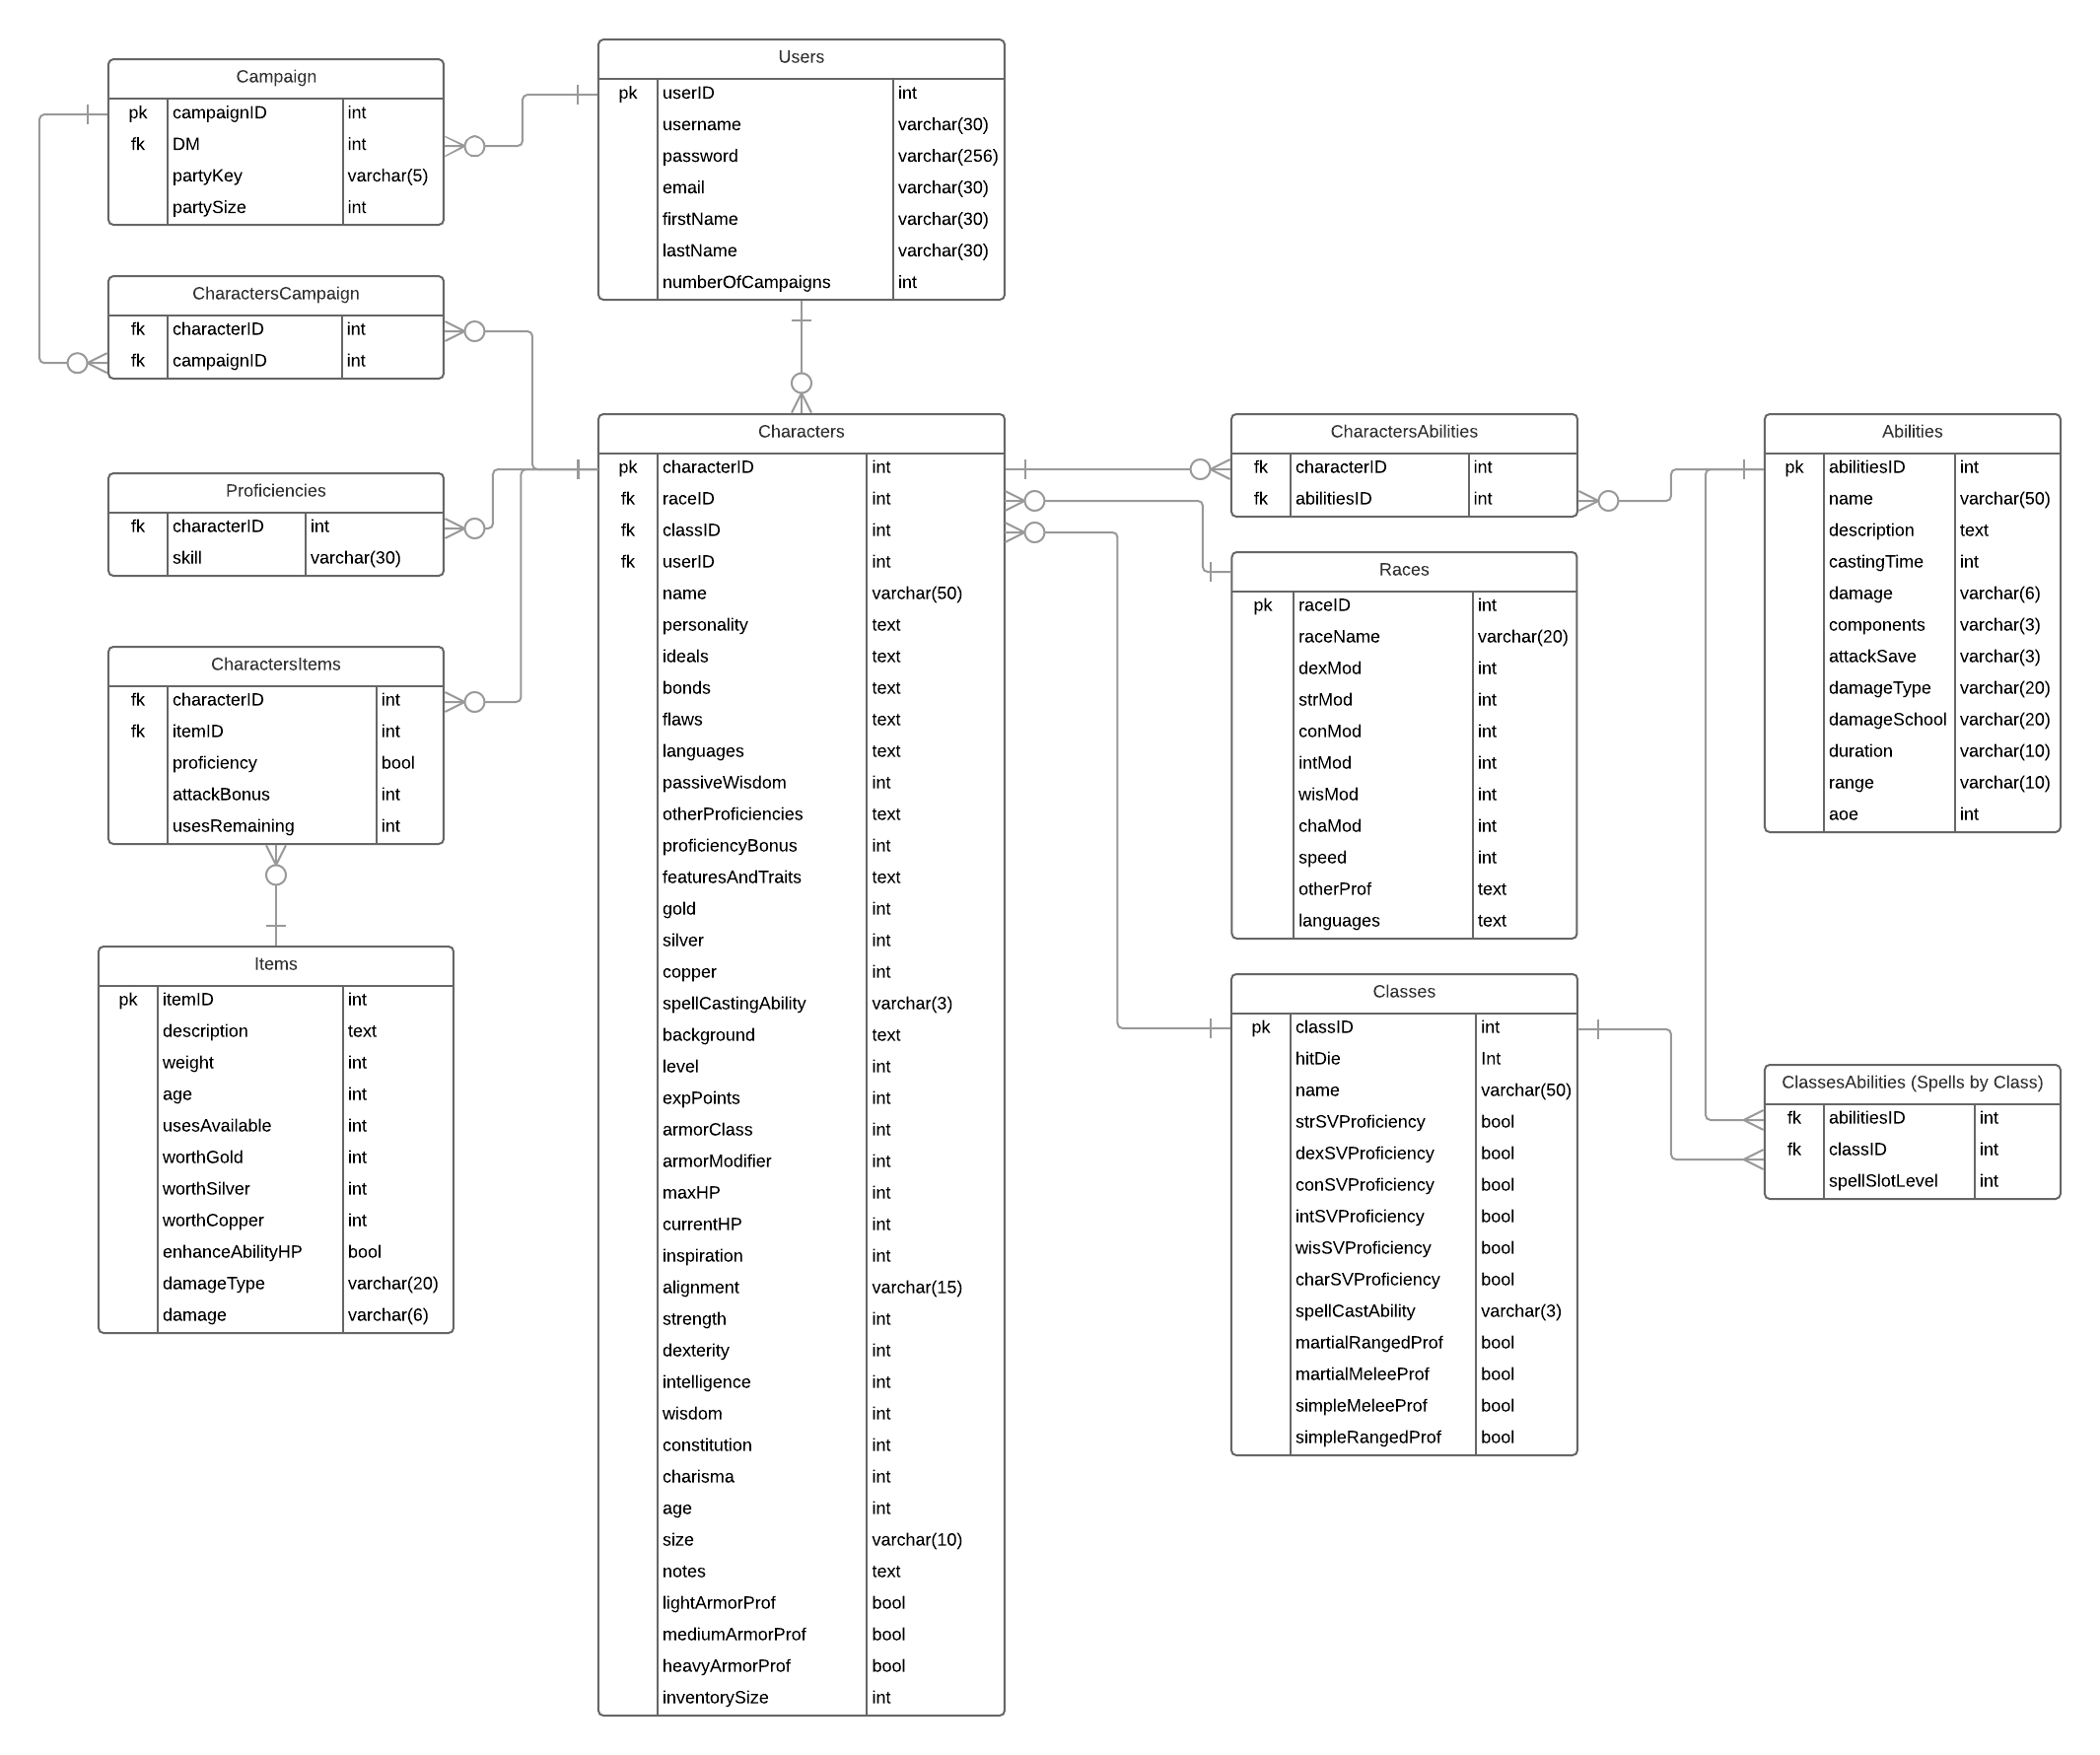 Campaign
pk campaignID int
fk DM int
partyKey varchar(5)
partySize int
Users
pk userID int
username varchar(30)
password varchar(256)
email varchar(30)
firstName varchar(30)
lastName varchar(30)
numberOfCampaigns int
CharactersCampaign
fk characterID int
fk campaignID int
Proficiencies
fk characterID int
skill varchar(30)
CharactersItems
fk characterID int
fk itemID int
proficiency bool
attackBonus int
usesRemaining int
Items
pk itemID int
description text
weight int
age int
usesAvailable int
worthGold int
worthSilver int
worthCopper int
enhanceAbilityHP bool
damageType varchar(20)
damage varchar(6)
Characters
pk characterID int
fk raceID int
fk classID int
fk userID int
name varchar(50)
personality text
ideals text
bonds text
flaws text
languages text
passiveWisdom int
otherProficiencies text
proficiencyBonus int
featuresAndTraits text
gold int
silver int
copper int
spellCastingAbility varchar(3)
background text
level int
expPoints int
armorClass int
armorModifier int
maxHP int
currentHP int
inspiration int
alignment varchar(15)
strength int
dexterity int
intelligence int
wisdom int
constitution int
charisma int
age int
size varchar(10)
notes text
lightArmorProf bool
mediumArmorProf bool
heavyArmorProf bool
inventorySize int
CharactersAbilities
fk characterID int
fk abilitiesID int
Races
pk raceID int
raceName varchar(20)
dexMod int
strMod int
conMod int
intMod int
wisMod int
chaMod int
speed int
otherProf text
languages text
Classes
pk classID int
hitDie Int
name varchar(50)
strSVProficiency bool
dexSVProficiency bool
conSVProficiency bool
intSVProficiency bool
wisSVProficiency bool
charSVProficiency bool
spellCastAbility varchar(3)
martialRangedProf bool
martialMeleeProf bool
simpleMeleeProf bool
simpleRangedProf bool
Abilities
pk abilitiesID int
name varchar(50)
description text
castingTime int
damage varchar(6)
components varchar(3)
attackSave varchar(3)
damageType varchar(20)
damageSchool varchar(20)
duration varchar(10)
range varchar(10)
aoe int
ClassesAbilities (Spells by Class)
fk abilitiesID int
fk classID int
spellSlotLevel int